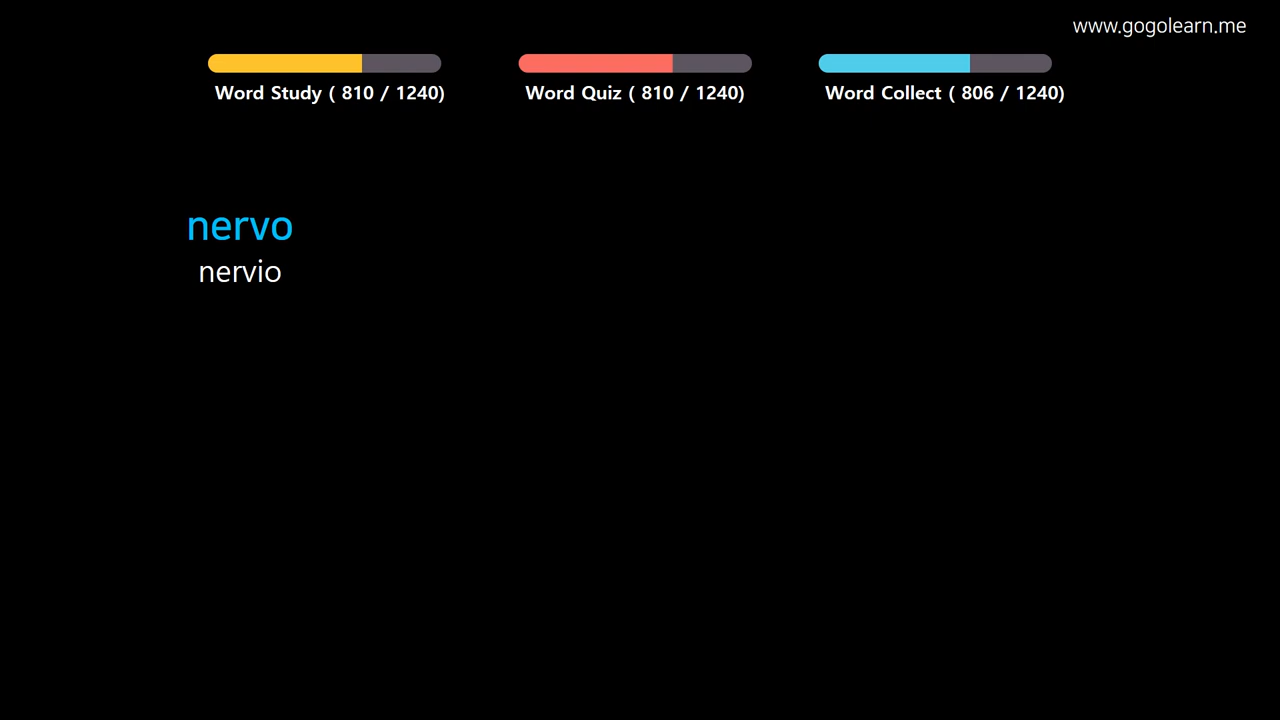 www.gogolearn.me
Word Study ( 810 / 1240)
Word Quiz ( 810 / 1240)
Word Collect ( 806 / 1240)
nervo
nervio